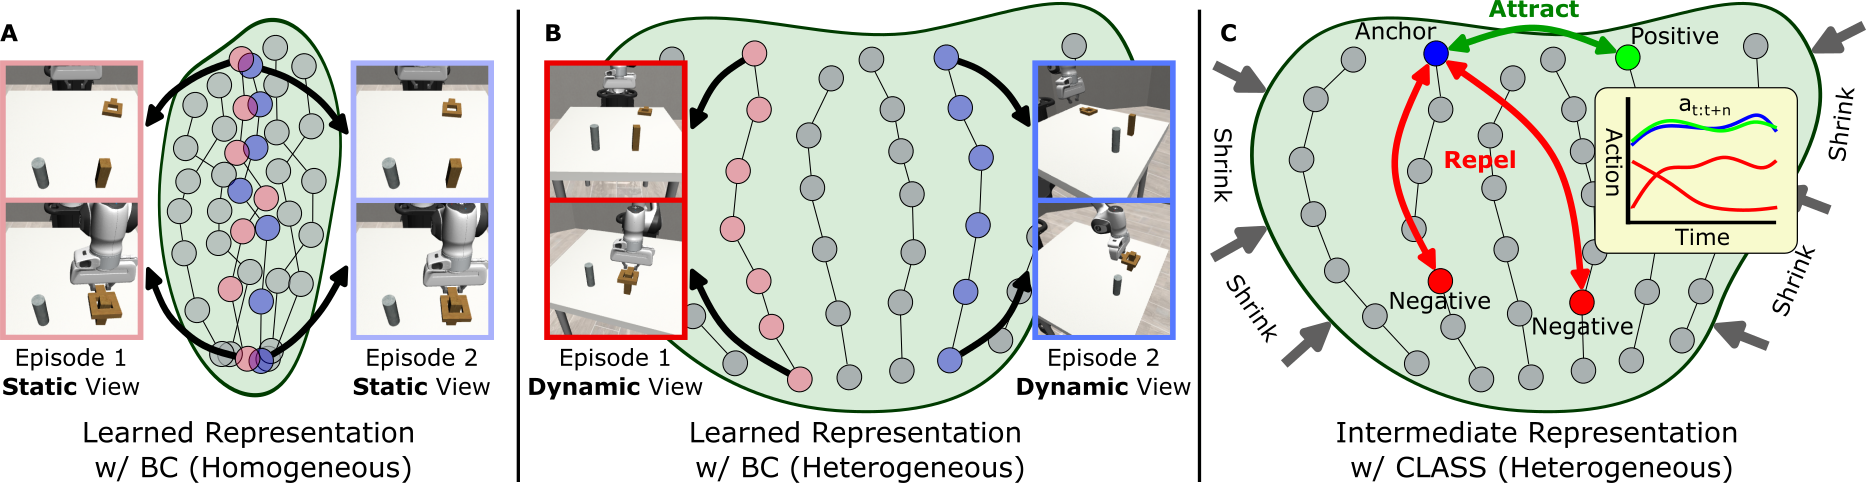 A
Episode 1
Static View
Episode 2
Static View
Learned Representation
w/ BC (Homogeneous)
B
Episode 1
Dynamic View
Episode 2
Dynamic View
Learned Representation
w/ BC (Heterogeneous)
C
Attract
Anchor
Positive
Repel
Negative
Negative
Shrink
Shrink
Shrink
Shrink
a_{t:t+n}
Action
Time
Intermediate Representation
w/ CLASS (Heterogeneous)